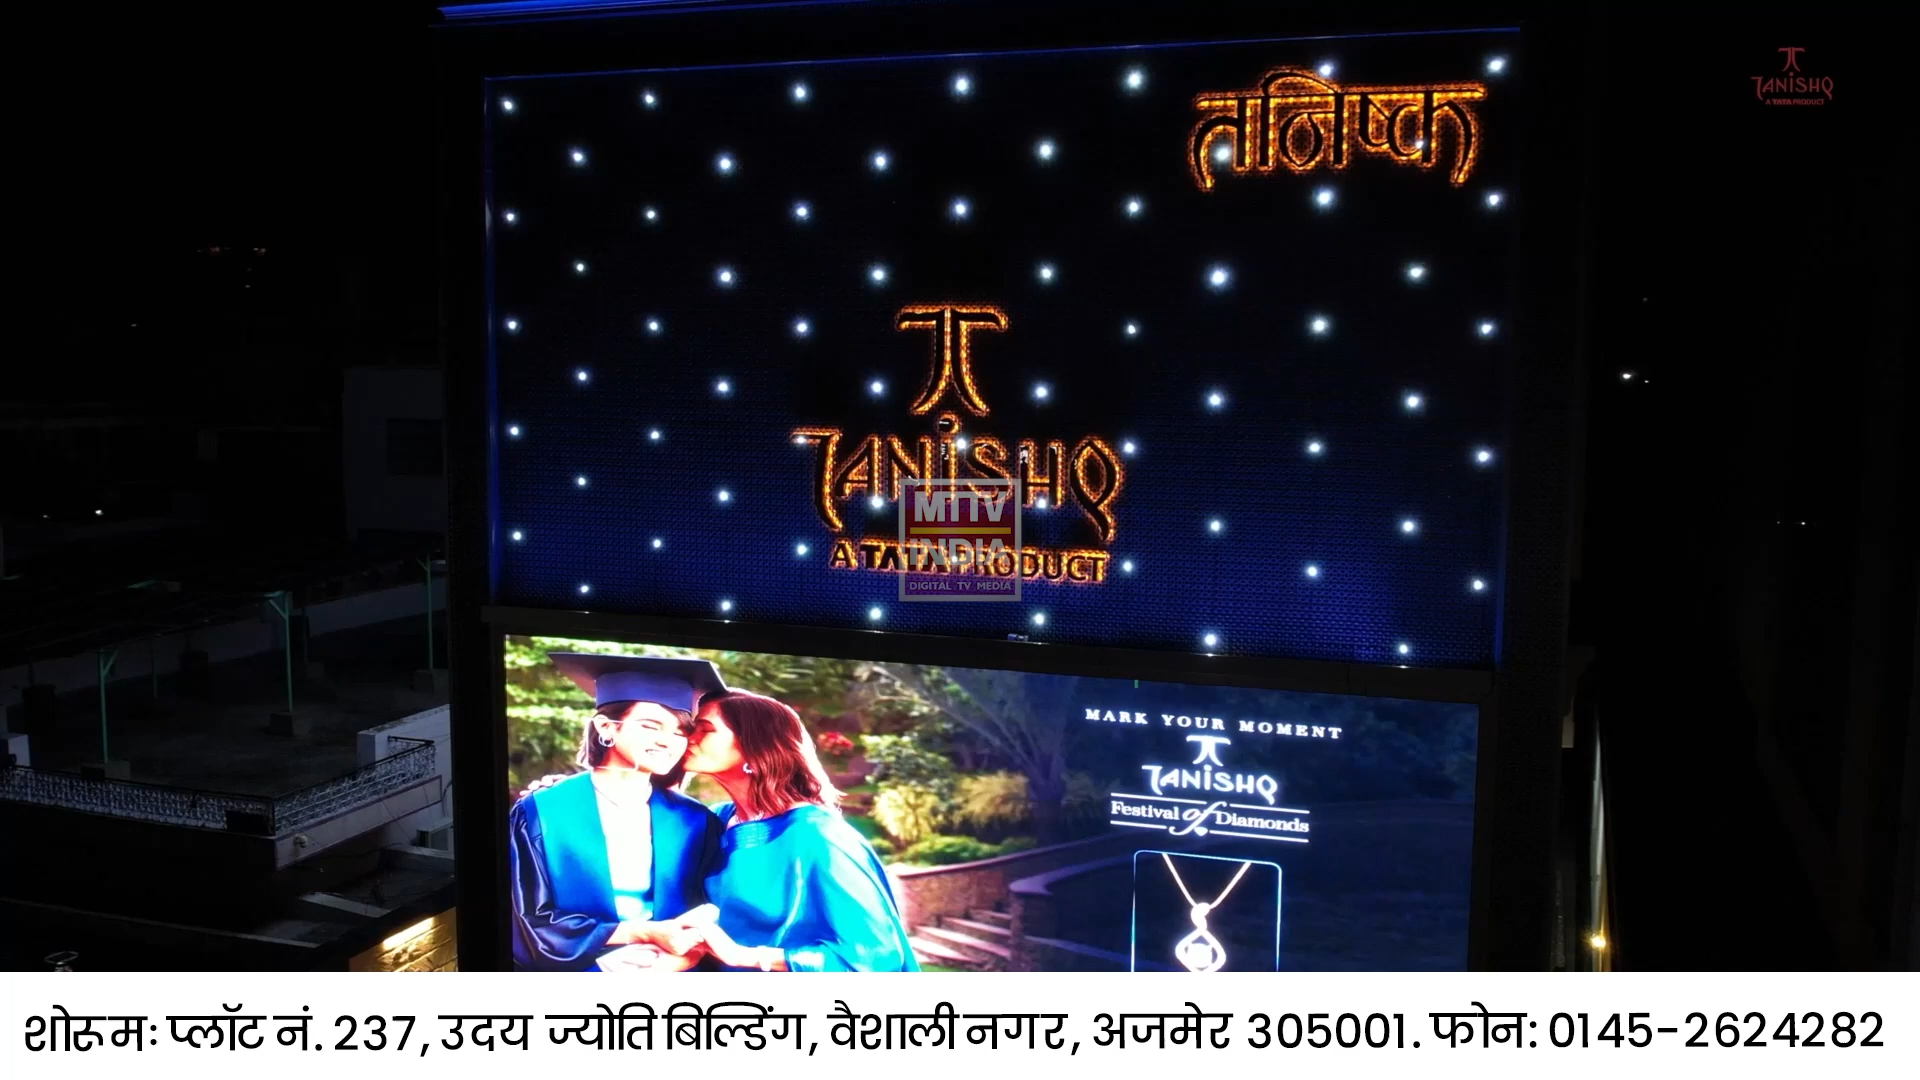 तनिष्क
TANISHQ
A TATA PRODUCT
TANISHQ
A TATA PRODUCT
MTTV
INDIA
DIGITAL TV MEDIA
MARK YOUR MOMENT
TANISHQ
Festival of Diamonds
शोरूमः प्लॉट नं. 237, उदय ज्योति बिल्डिंग, वैशाली नगर, अजमेर 305001. फोन: 0145-2624282